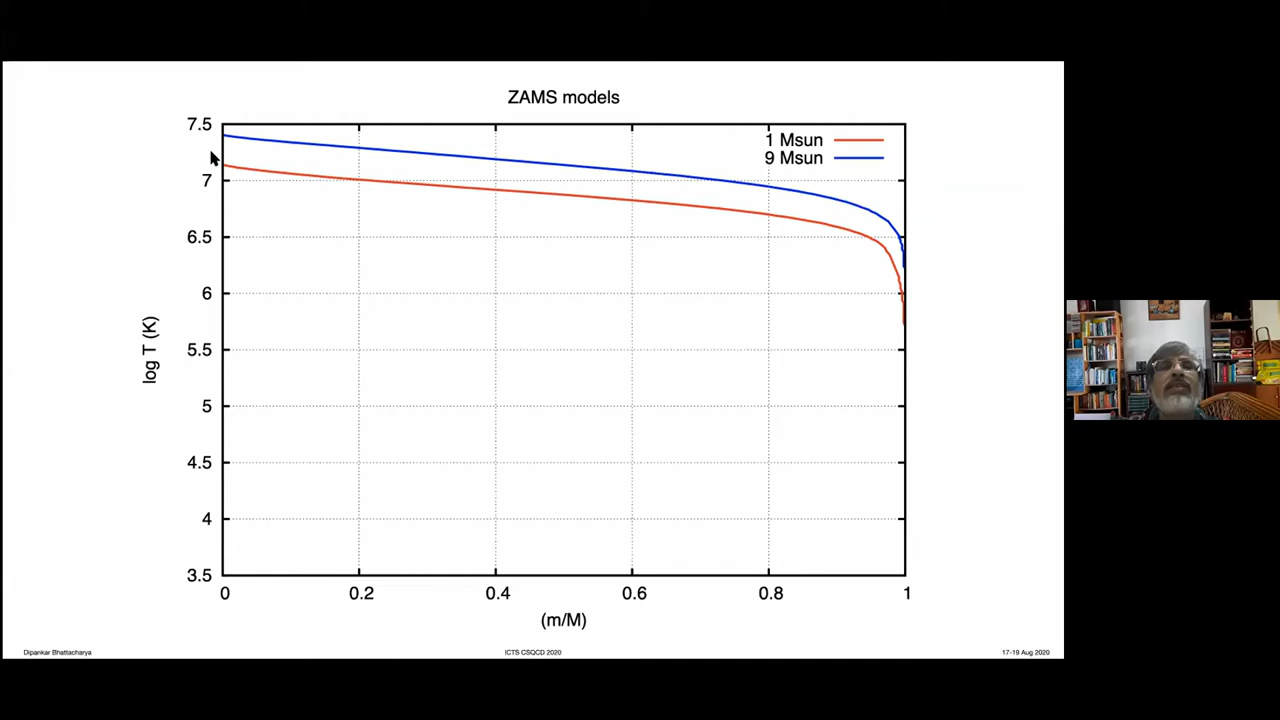 ZAMS models
1 Msun
9 Msun
7.5
7
6.5
6
5.5
5
4.5
4
3.5
log T (K)
0 0.2 0.4 0.6 0.8 1
(m/M)
Dipankar Bhattacharya ICTS CSQCD 2020 17-19 Aug 2020